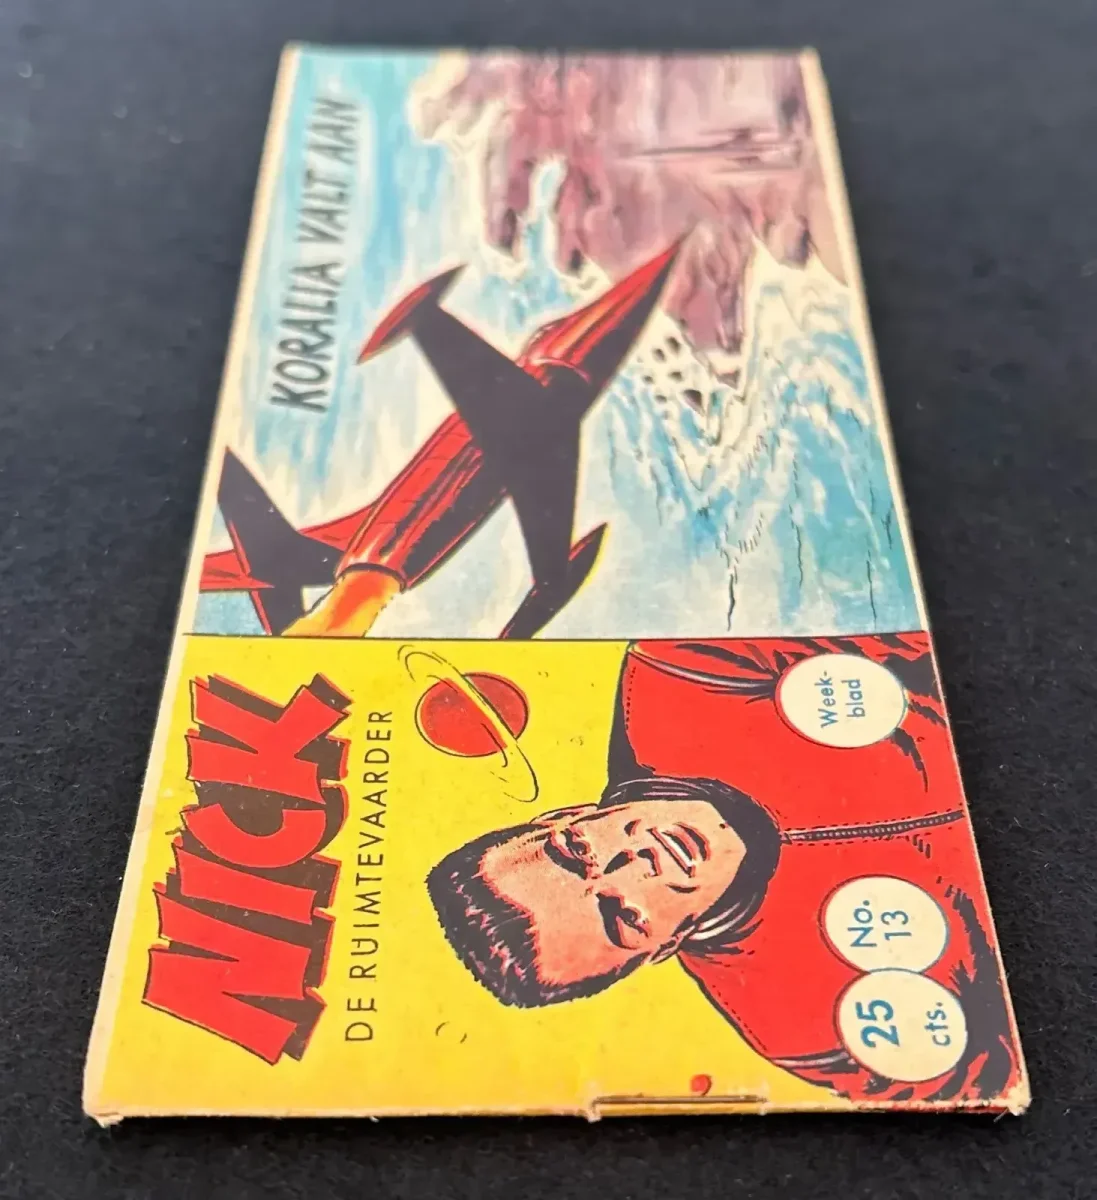 NICK
DE RUIMTEVAARDER
25
cts.
No.
13
Week-
blad
KORALIA VALT AAN